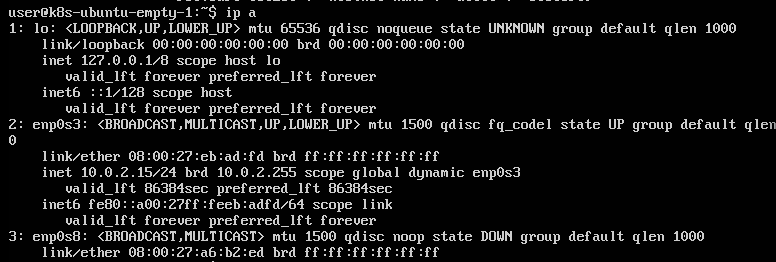 user@k8s-ubuntu-empty-1:~$ ip a
1: lo: <LOOPBACK,UP,LOWER_UP> mtu 65536 qdisc noqueue state UNKNOWN group default qlen 1000
    link/loopback 00:00:00:00:00:00 brd 00:00:00:00:00:00
    inet 127.0.0.1/8 scope host lo
       valid_lft forever preferred_lft forever
    inet6 ::1/128 scope host
       valid_lft forever preferred_lft forever
2: enp0s3: <BROADCAST,MULTICAST,UP,LOWER_UP> mtu 1500 qdisc fq_codel state UP group default qlen
0
    link/ether 08:00:27:eb:ad:fd brd ff:ff:ff:ff:ff:ff
    inet 10.0.2.15/24 brd 10.0.2.255 scope global dynamic enp0s3
       valid_lft 86384sec preferred_lft 86384sec
    inet6 fe80::a00:27ff:feeb:adfd/64 scope link
       valid_lft forever preferred_lft forever
3: enp0s8: <BROADCAST,MULTICAST> mtu 1500 qdisc noop state DOWN group default qlen 1000
    link/ether 08:00:27:a6:b2:ed brd ff:ff:ff:ff:ff:ff